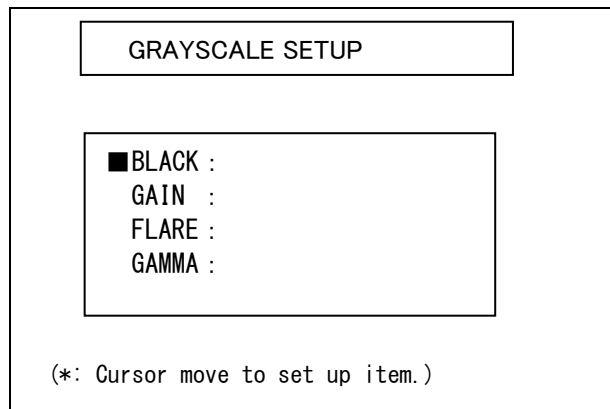 GRAYSCALE SETUP
■BLACK :
GAIN :
FLARE :
GAMMA :
(*: Cursor move to set up item.)